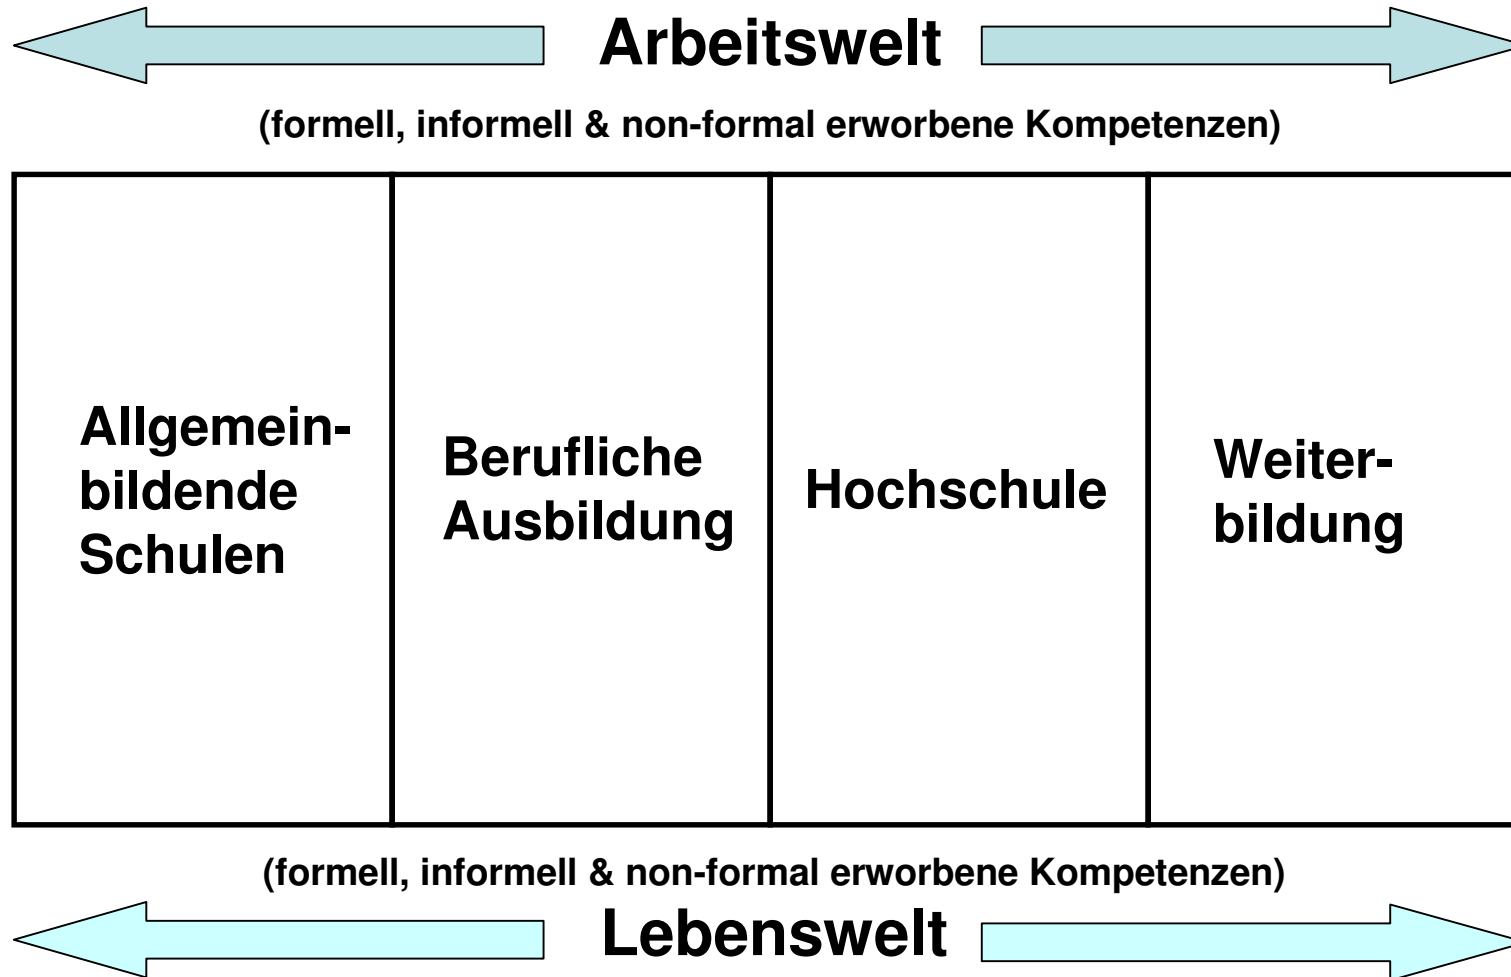 Arbeitswelt
(formell, informell & non-formal erworbene Kompetenzen)
Allgemein-
bildende
Schulen
Berufliche
Ausbildung
Hochschule
Weiter-
bildung
(formell, informell & non-formal erworbene Kompetenzen)
Lebenswelt